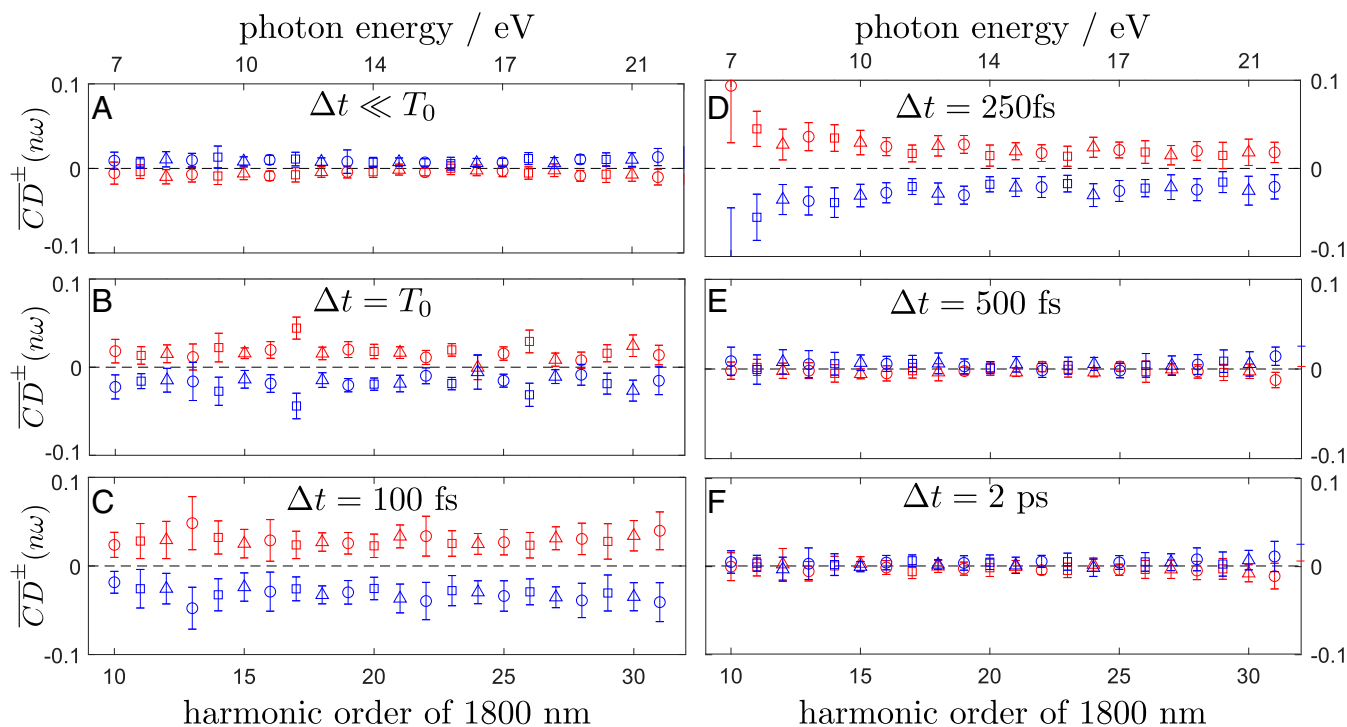 photon energy / eV
7 10 14 17 21
7 10 14 17 21
A Δt ≪ T₀
0.1
0
-0.1
\overline{CD}^{±}(nω)
D Δt = 250fs
0.1
0
-0.1
B Δt = T₀
0.1
0
-0.1
\overline{CD}^{±}(nω)
E Δt = 500 fs
0.1
0
-0.1
C Δt = 100 fs
0.1
0
-0.1
\overline{CD}^{±}(nω)
F Δt = 2 ps
0.1
0
-0.1
10 15 20 25 30
10 15 20 25 30
harmonic order of 1800 nm
harmonic order of 1800 nm
photon energy / eV